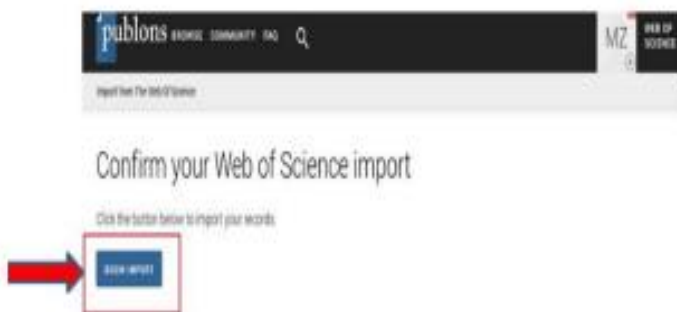 publons BROWSE COMMUNITY FAQ
MZ
WEB OF
SCIENCE
Import from The Web Of Science
Confirm your Web of Science import
Click the button below to import your records
BEGIN IMPORT